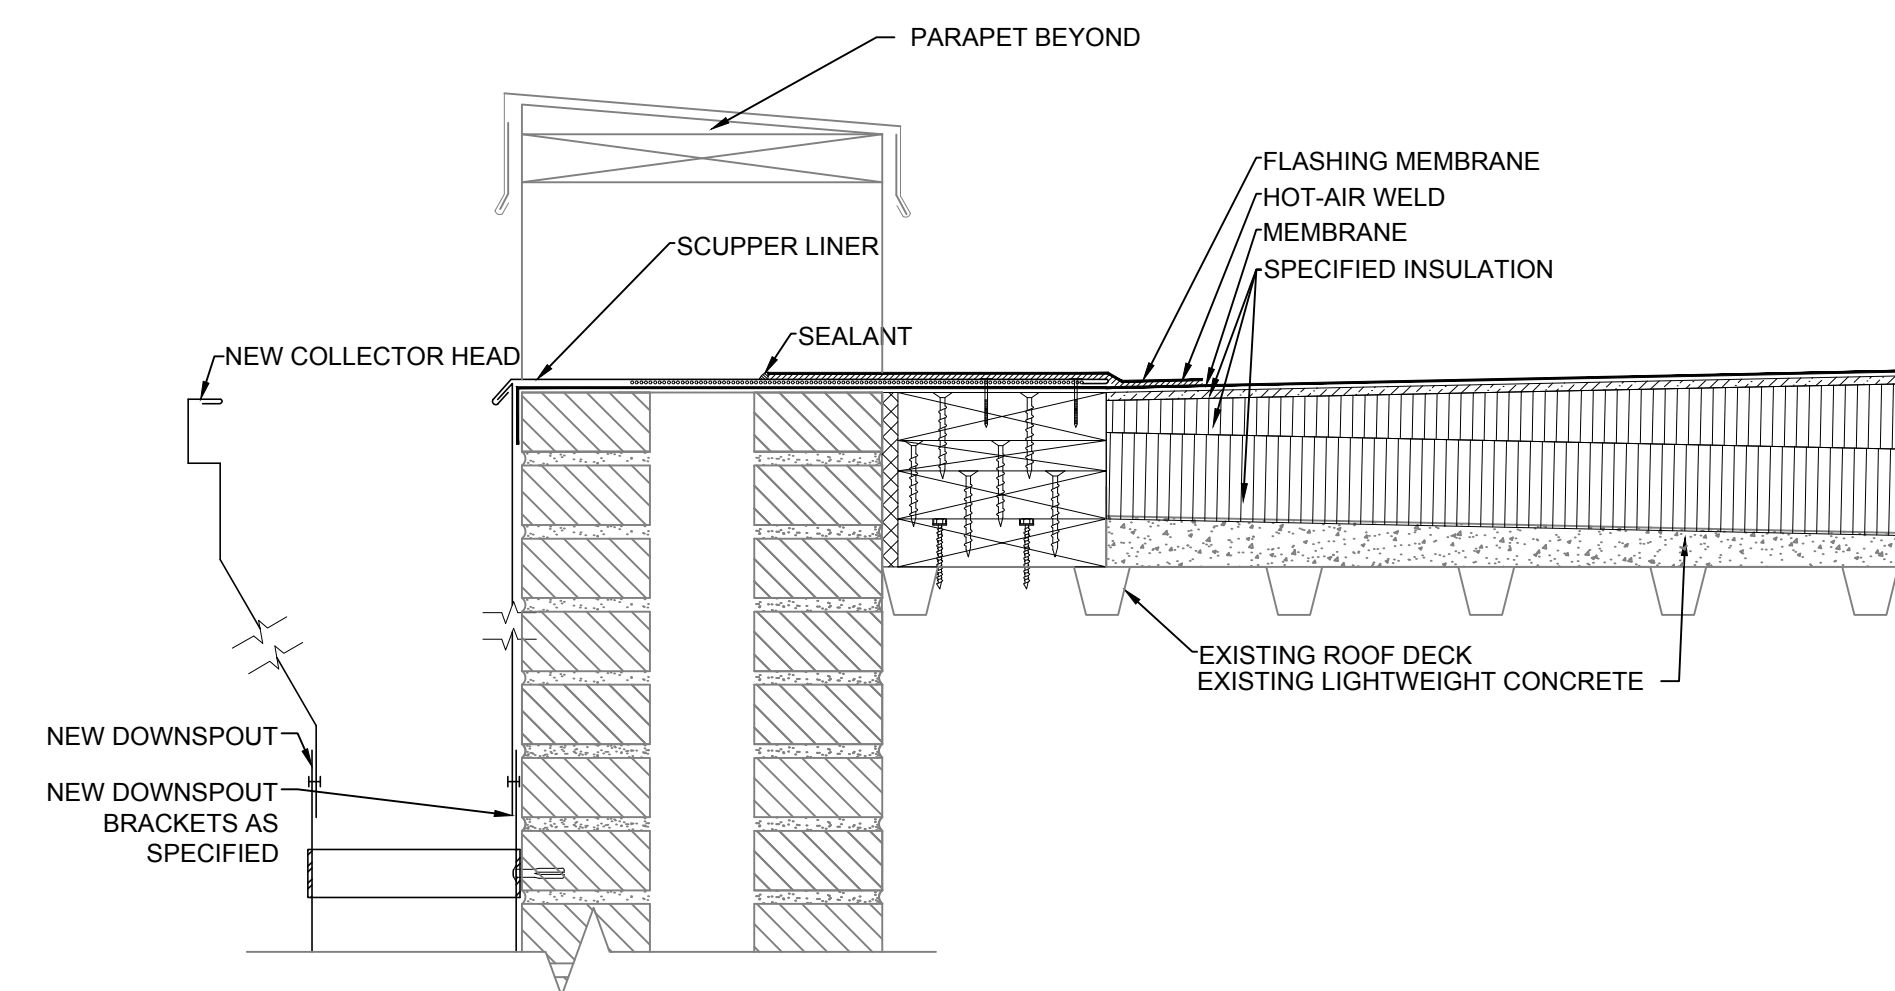 PARAPET BEYOND
FLASHING MEMBRANE
HOT-AIR WELD
MEMBRANE
SPECIFIED INSULATION
SCUPPER LINER
SEALANT
NEW COLLECTOR HEAD
EXISTING ROOF DECK
EXISTING LIGHTWEIGHT CONCRETE
NEW DOWNSPOUT
NEW DOWNSPOUT
BRACKETS AS
SPECIFIED